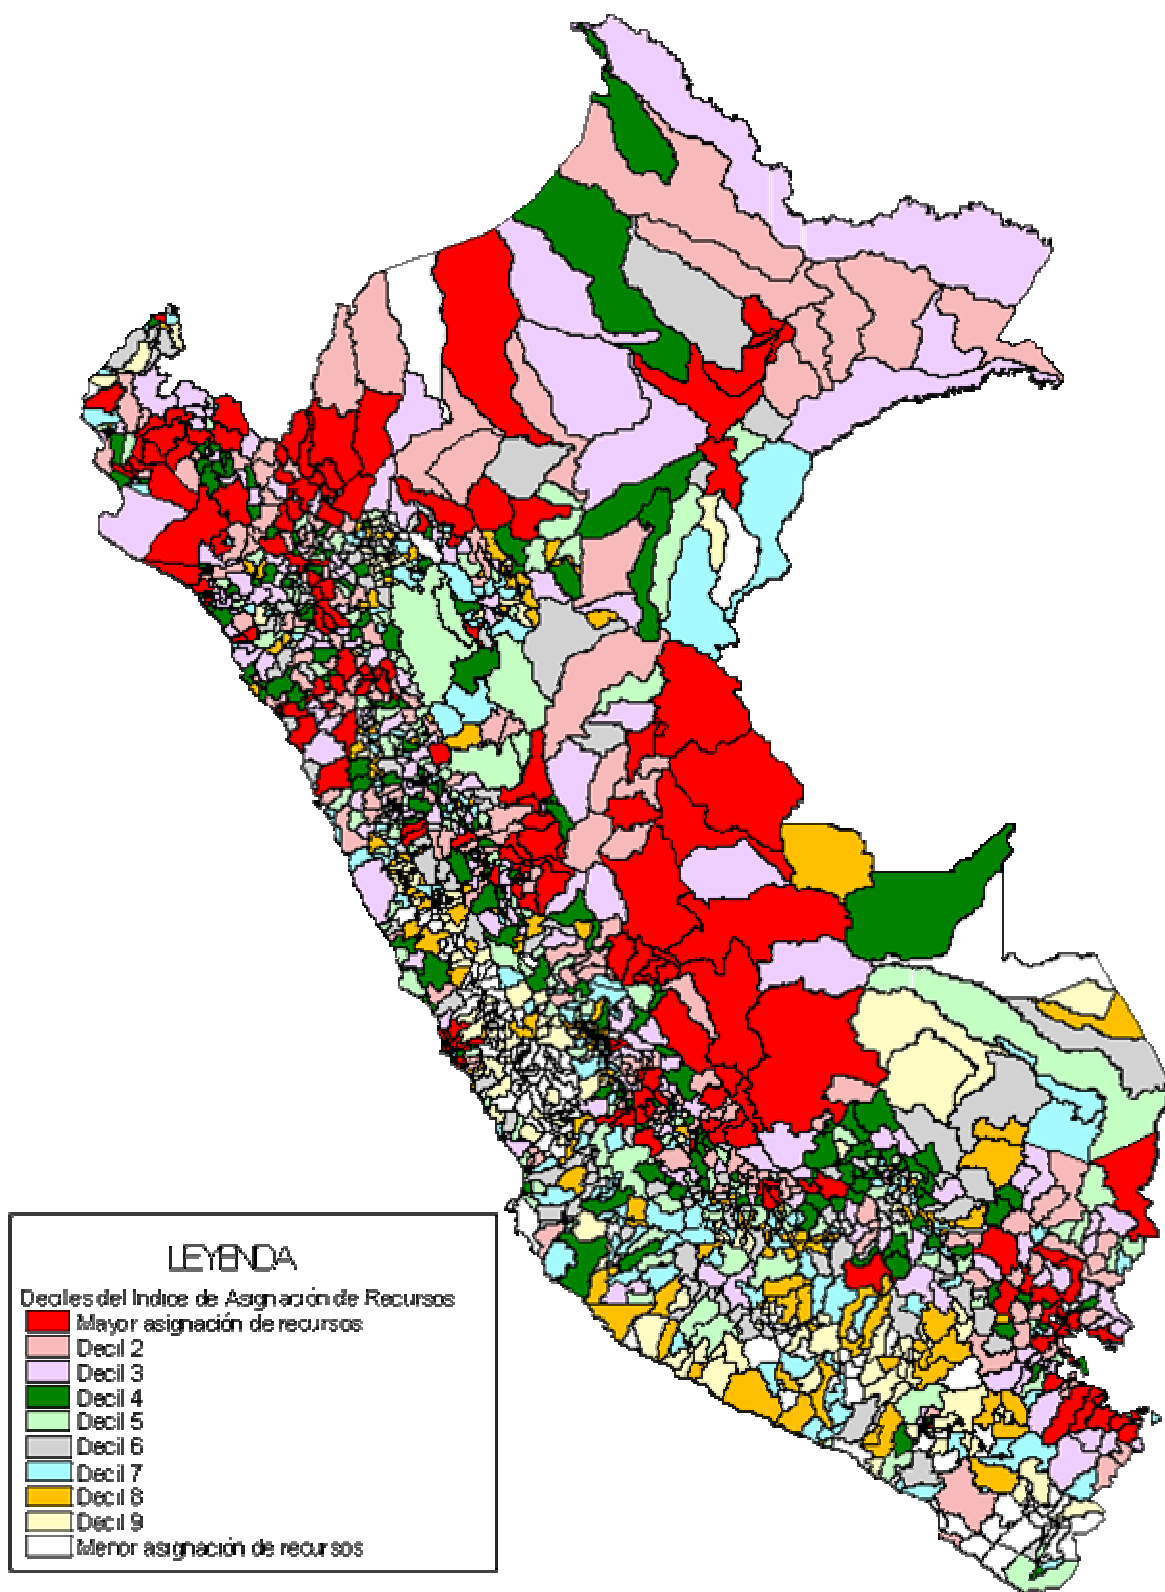 LEYENDA
Deciles del Indice de Asignación de Recursos
Mayor asignación de recursos
Decil 2
Decil 3
Decil 4
Decil 5
Decil 6
Decil 7
Decil 8
Decil 9
Menor asignación de recursos